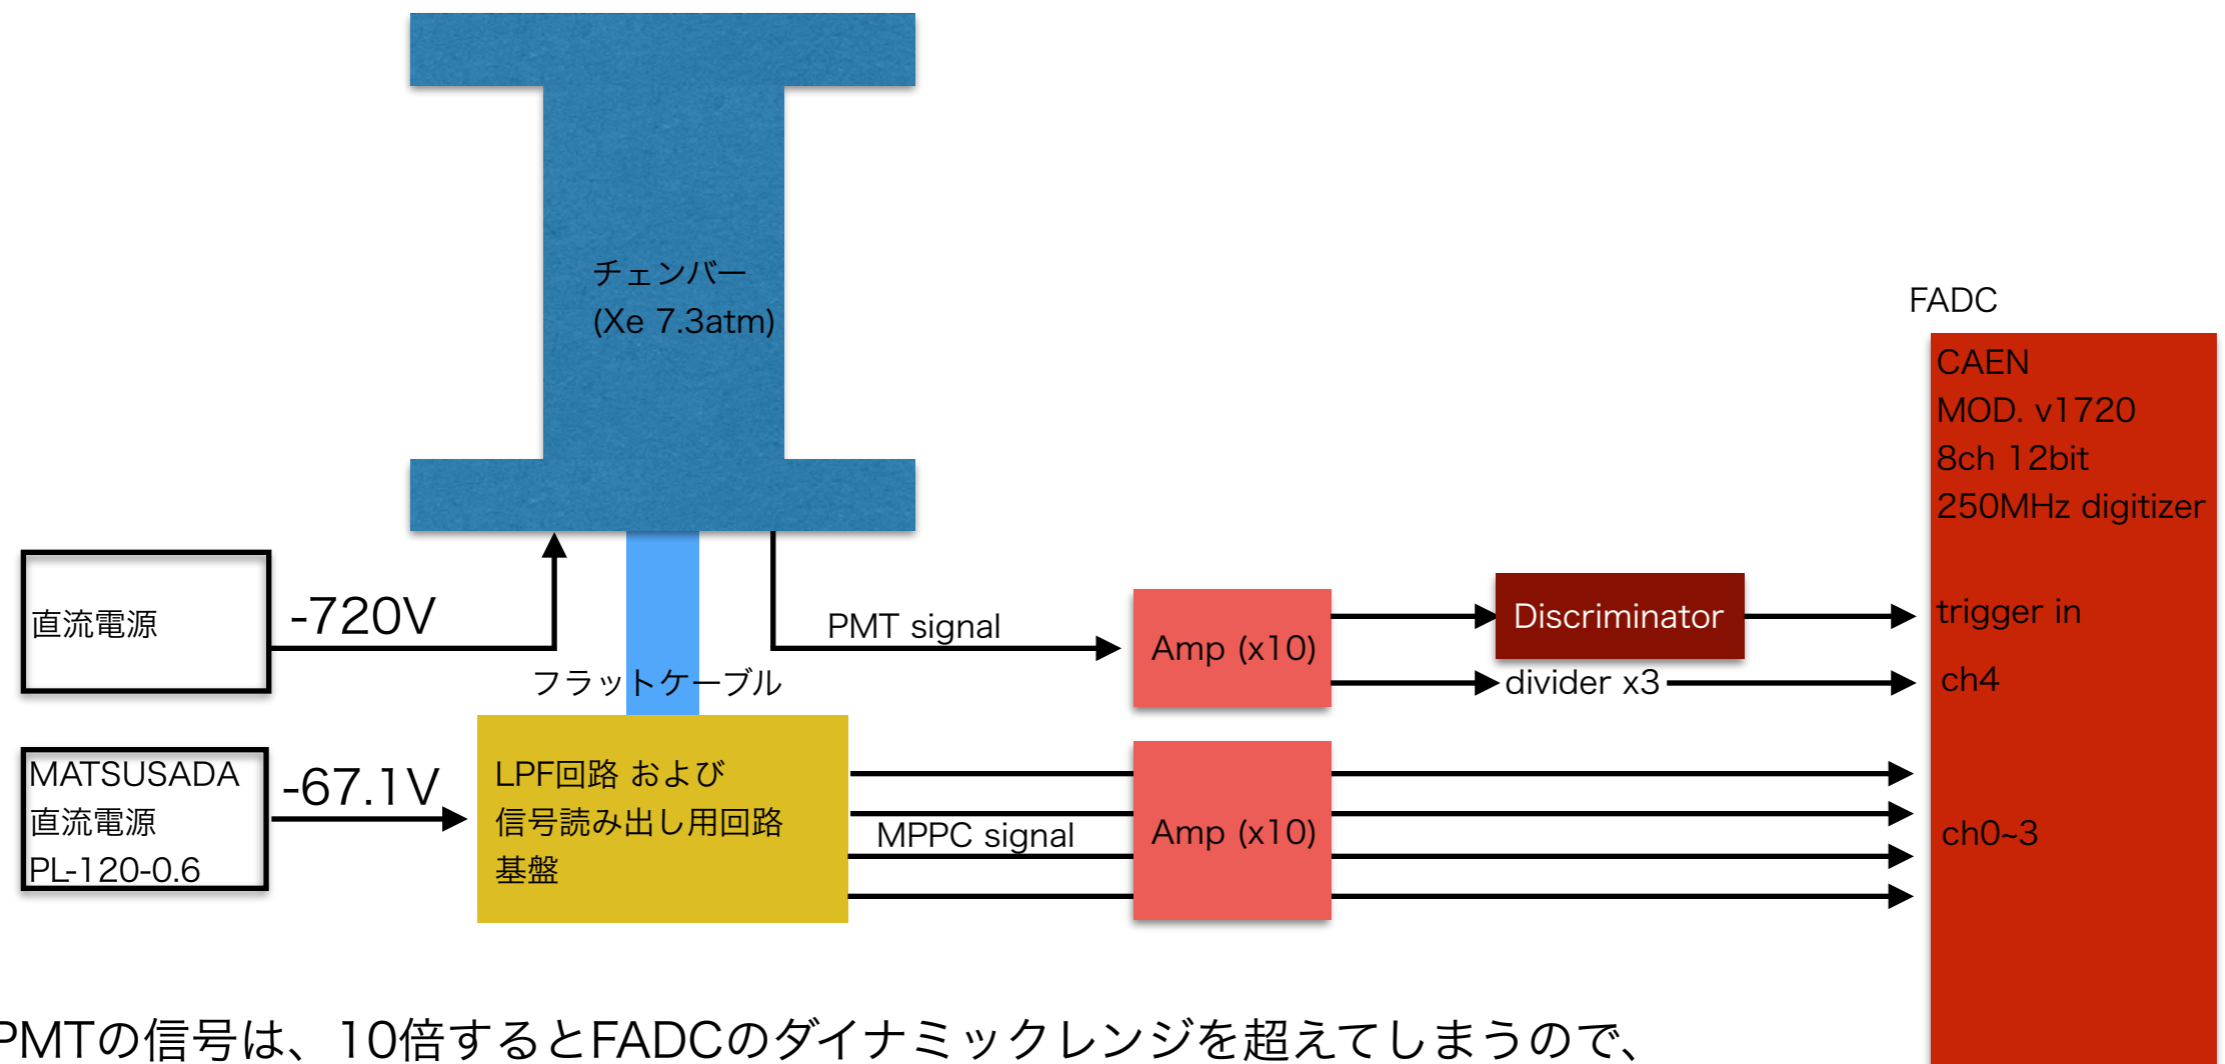 チェンバー
(Xe 7.3atm)
FADC
CAEN
MOD. v1720
8ch 12bit
250MHz digitizer
直流電源
-720V
PMT signal
Amp (x10)
Discriminator
trigger in
フラットケーブル
divider x3
ch4
MATSUSADA
直流電源
PL-120-0.6
-67.1V
LPF回路 および
信号読み出し用回路
基盤
MPPC signal
Amp (x10)
ch0~3
PMTの信号は、10倍するとFADCのダイナミックレンジを超えてしまうので、